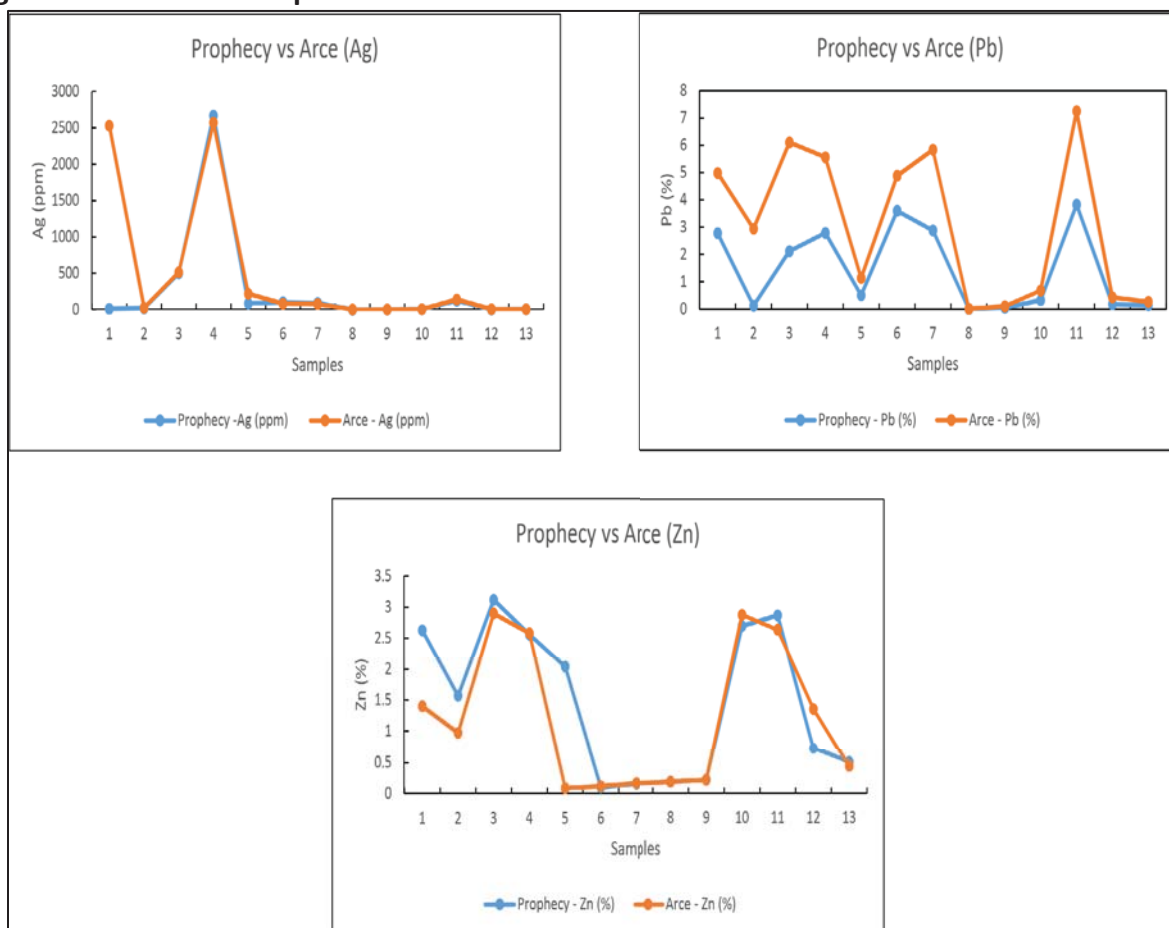 Prophecy vs Arce (Ag)
3000
2500
2000
1500
1000
500
0
Ag (ppm)
1 2 3 4 5 6 7 8 9 10 11 12 13
Samples
Prophecy -Ag (ppm) Arce - Ag (ppm)
Prophecy vs Arce (Pb)
8
7
6
5
4
3
2
1
0
Pb (%)
1 2 3 4 5 6 7 8 9 10 11 12 13
Samples
Prophecy - Pb (%) Arce - Pb (%)
Prophecy vs Arce (Zn)
3.5
3
2.5
2
1.5
1
0.5
0
Zn (%)
1 2 3 4 5 6 7 8 9 10 11 12 13
Samples
Prophecy - Zn (%) Arce - Zn (%)